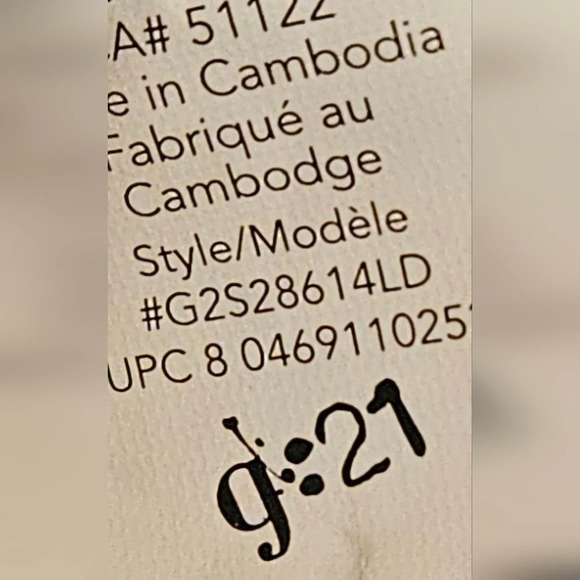 A# 51122
e in Cambodia
Fabriqué au
Cambodge
Style/Modèle
#G2S28614LD
UPC 8 046911025
g:21